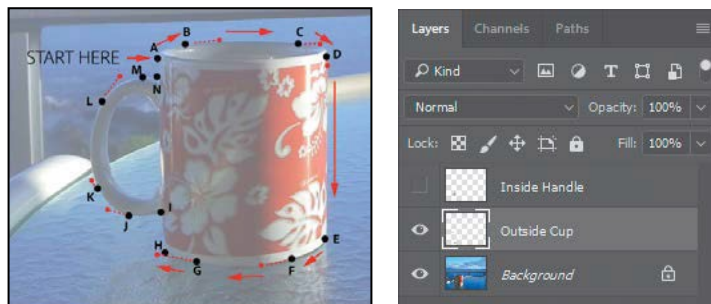 B
C
A
D
START HERE
M
N
L
K
I
J
E
H
G
F
Layers
Channels
Paths
Kind
T
Normal
Opacity: 100%
Lock:
Fill: 100%
Inside Handle
Outside Cup
Background